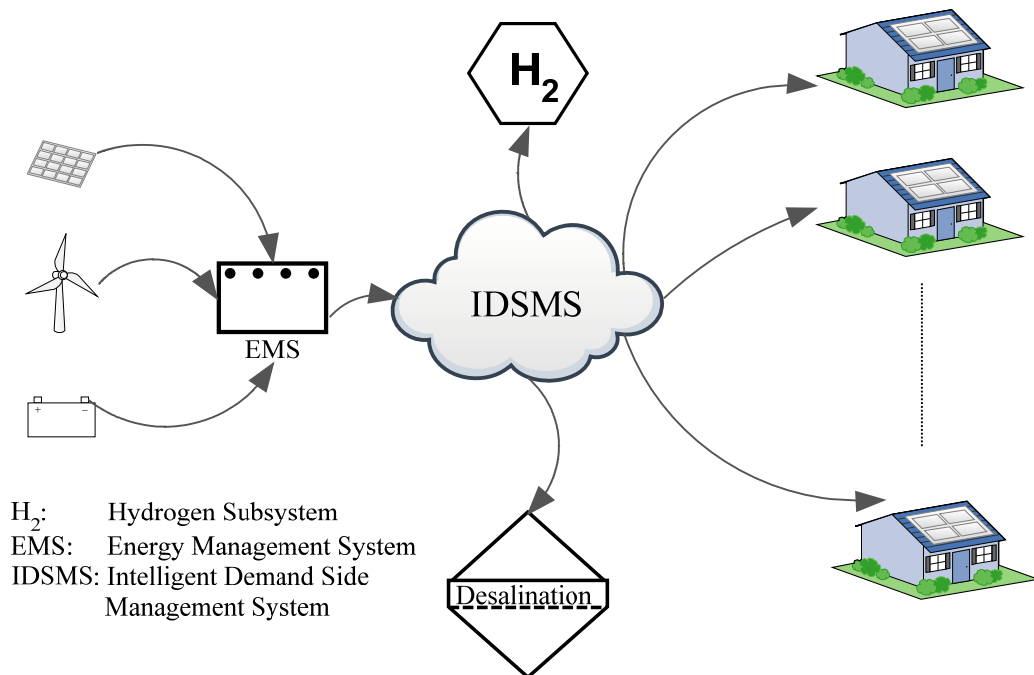 H2
IDSMS
EMS
+ −
Desalination
H2: Hydrogen Subsystem
EMS: Energy Management System
IDSMS: Intelligent Demand Side
Management System